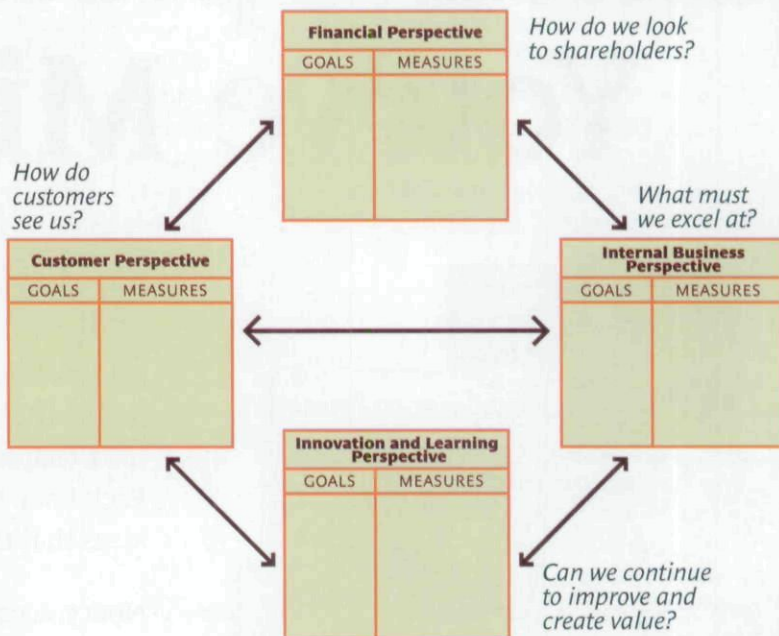 Financial Perspective
GOALS MEASURES
How do we look
to shareholders?
How do
customers
see us?
What must
we excel at?
Customer Perspective
GOALS MEASURES
Internal Business
Perspective
GOALS MEASURES
Innovation and Learning
Perspective
GOALS MEASURES
Can we continue
to improve and
create value?